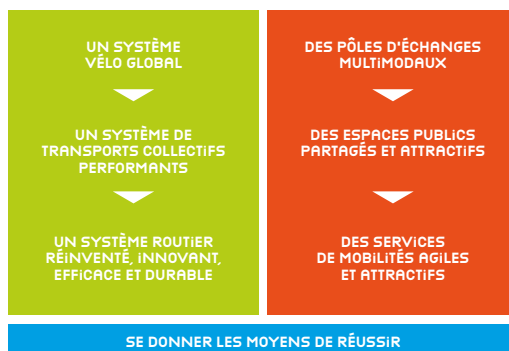 UN SYSTÈME
VÉLO GLOBAL
UN SYSTÈME DE
TRANSPORTS COLLECTIFS
PERFORMANTS
UN SYSTÈME ROUTIER
RÉINVENTÉ, INNOVANT,
EFFICACE ET DURABLE
DES PÔLES D'ÉCHANGES
MULTIMODAUX
DES ESPACES PUBLICS
PARTAGÉS ET ATTRACTIFS
DES SERVICES
DE MOBILITÉS AGILES
ET ATTRACTIFS
SE DONNER LES MOYENS DE RÉUSSIR